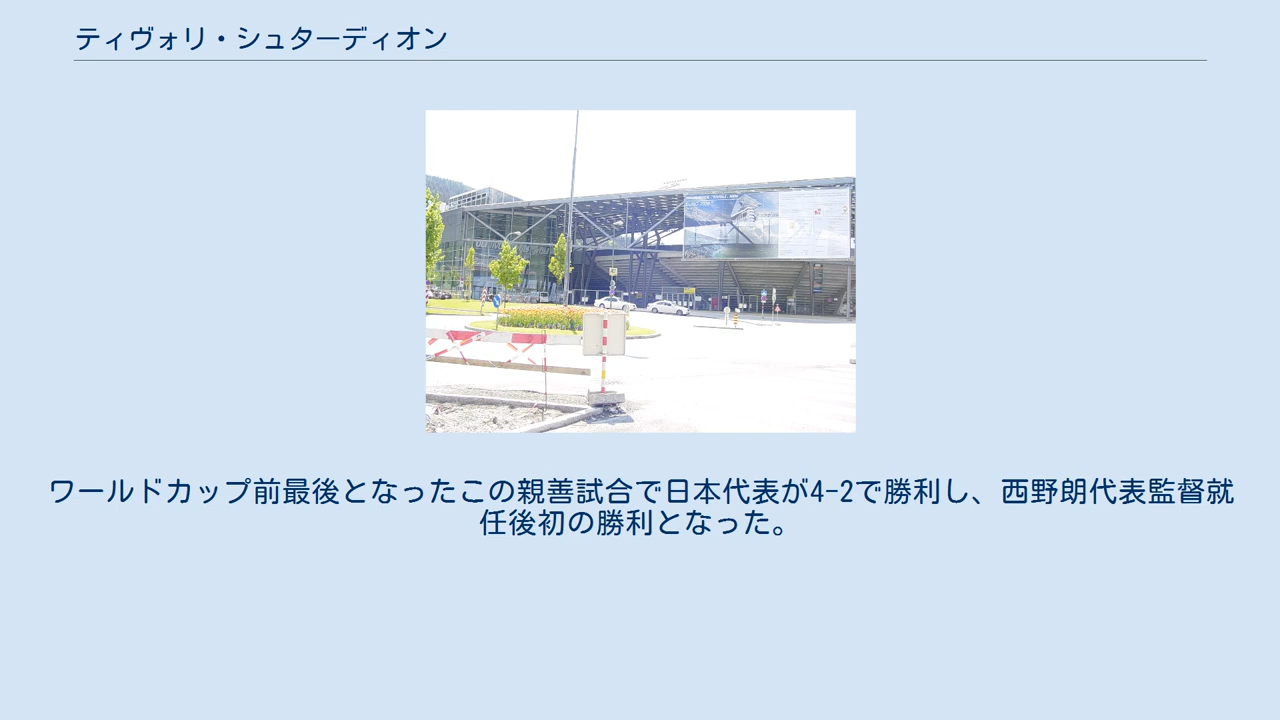 ティヴォリ・シュターディオン
ワールドカップ前最後となったこの親善試合で日本代表が4-2で勝利し、西野朗代表監督就
任後初の勝利となった。